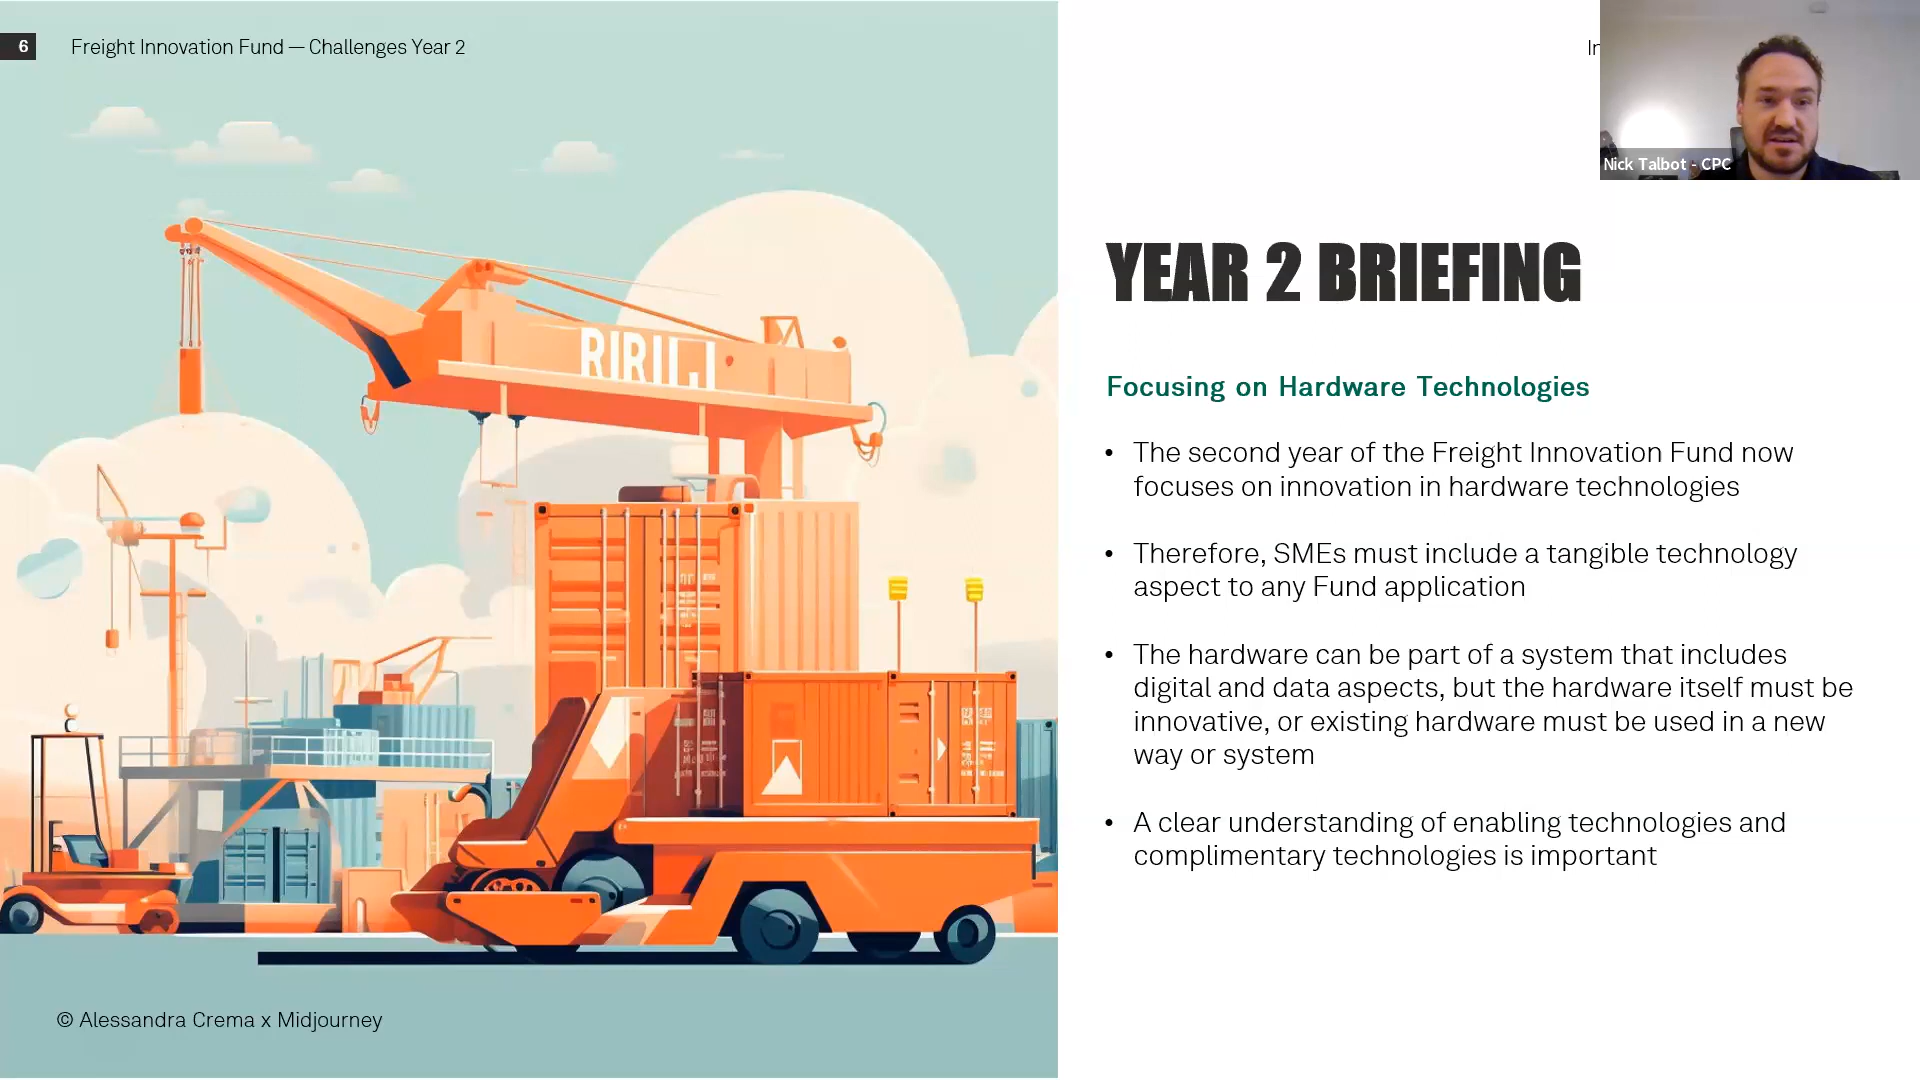 6
Freight Innovation Fund — Challenges Year 2
In
Nick Talbot - CPC
YEAR 2 BRIEFING
Focusing on Hardware Technologies
• The second year of the Freight Innovation Fund now
focuses on innovation in hardware technologies
• Therefore, SMEs must include a tangible technology
aspect to any Fund application
• The hardware can be part of a system that includes
digital and data aspects, but the hardware itself must be
innovative, or existing hardware must be used in a new
way or system
• A clear understanding of enabling technologies and
complimentary technologies is important
© Alessandra Crema x Midjourney